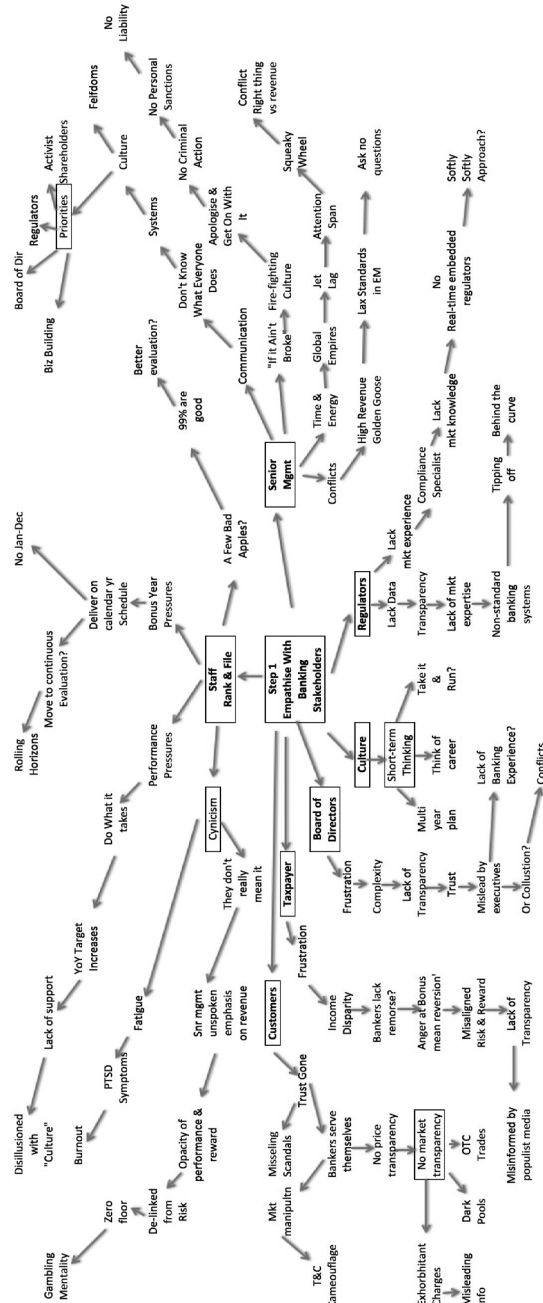 Gambling
Mentality
Zero
floor
De-linked
from
Risk
Opacity of
performance &
reward
Snr mgmt
unspoken
emphasis
on revenue
They don't
really
mean it
Cynicism
Burnout
PTSD
Symptoms
Fatigue
Disillusioned
with
"Culture"
Lack of support
YoY Target
Increases
Do What it
takes
Performance
Pressures
Rolling
Horizons
Move to continuous
Evaluation?
Deliver on
calendar yr
Schedule
No Jan-Dec
Bonus Year
Pressures
Staff
Rank & File
A Few Bad
Apples?
99% are
good
Better
evaluation?
Step 1
Empathise With
Banking
Stakeholders
Senior
Mgmt
Communication
Don't Know
What Everyone
Does
Systems
Culture
Felfdoms
Priorities
Biz Building
Board of Dir
Regulators
Activist
Shareholders
"If it Ain't
Broke"
Fire-fighting
Culture
Apologise &
Get On With
It
No Criminal
Action
No Personal
Sanctions
No
Liability
Time &
Energy
Global
Empires
Jet
Lag
Attention
Span
Squeaky
Wheel
Conflict
Right thing
vs revenue
Conflicts
High Revenue
Golden Goose
Lax Standards
in EM
Ask no
questions
Regulators
Lack
mkt experience
Compliance
Specialist
Lack
mkt knowledge
No
Real-time embedded
regulators
Softly
Softly
Approach?
Lack Data
Transparency
Lack of mkt
expertise
Non-standard
banking
systems
Tipping
off
Behind the
curve
Culture
Short-term
Thinking
Multi
year
plan
Think of
career
Take it
&
Run?
Board of
Directors
Frustration
Complexity
Lack of
Transparency
Trust
Mislead by
executives
Lack of
Banking
Experience?
Or Collustion?
Conflicts
Taxpayer
Frustration
Income
Disparity
Bankers lack
remorse?
Anger at Bonus
mean reversion'
Misaligned
Risk & Reward
Lack of
Transparency
Misinformed by
populist media
Customers
Trust Gone
Misseling
Scandals
Bankers serve
themselves
Mkt
manipultn
T&C
Cameouflage
No price
transparency
No market
transparency
OTC
Trades
Dark
Pools
Exhorbhitant
Charges
Misleading
Info